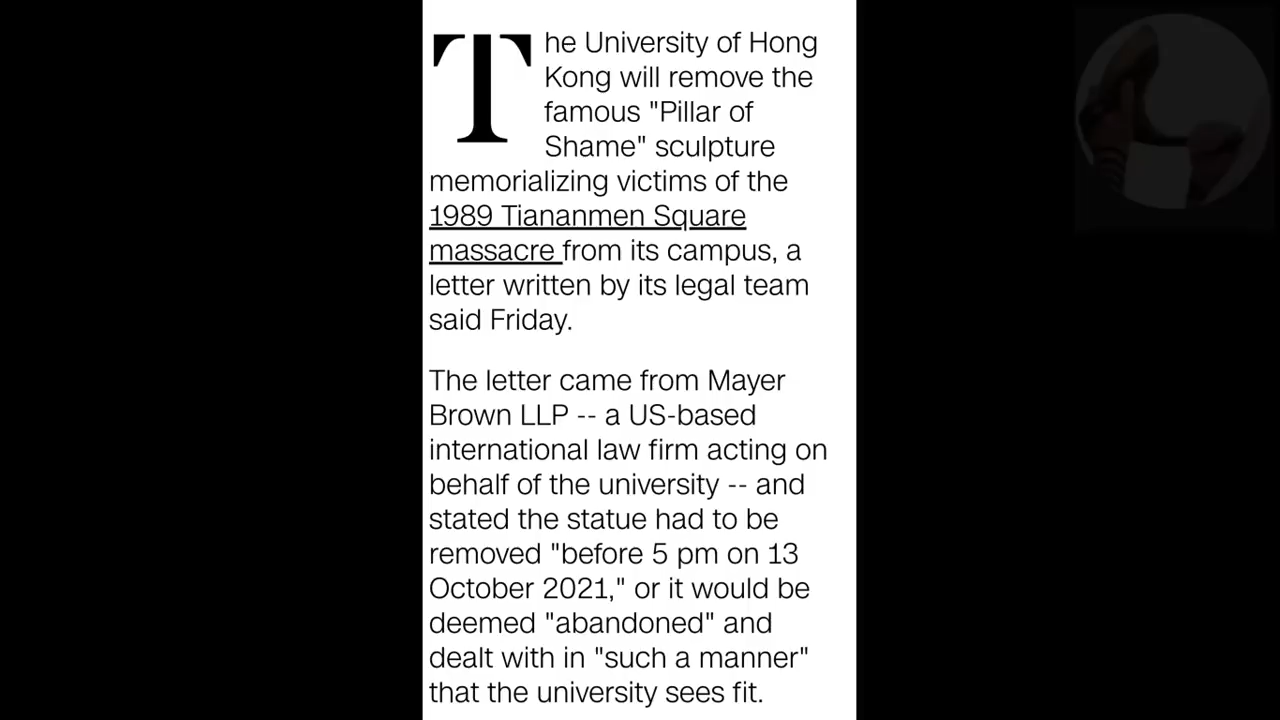 The University of Hong
Kong will remove the
famous "Pillar of
Shame" sculpture
memorializing victims of the
1989 Tiananmen Square
massacre from its campus, a
letter written by its legal team
said Friday.
The letter came from Mayer
Brown LLP -- a US-based
international law firm acting on
behalf of the university -- and
stated the statue had to be
removed "before 5 pm on 13
October 2021," or it would be
deemed "abandoned" and
dealt with in "such a manner"
that the university sees fit.